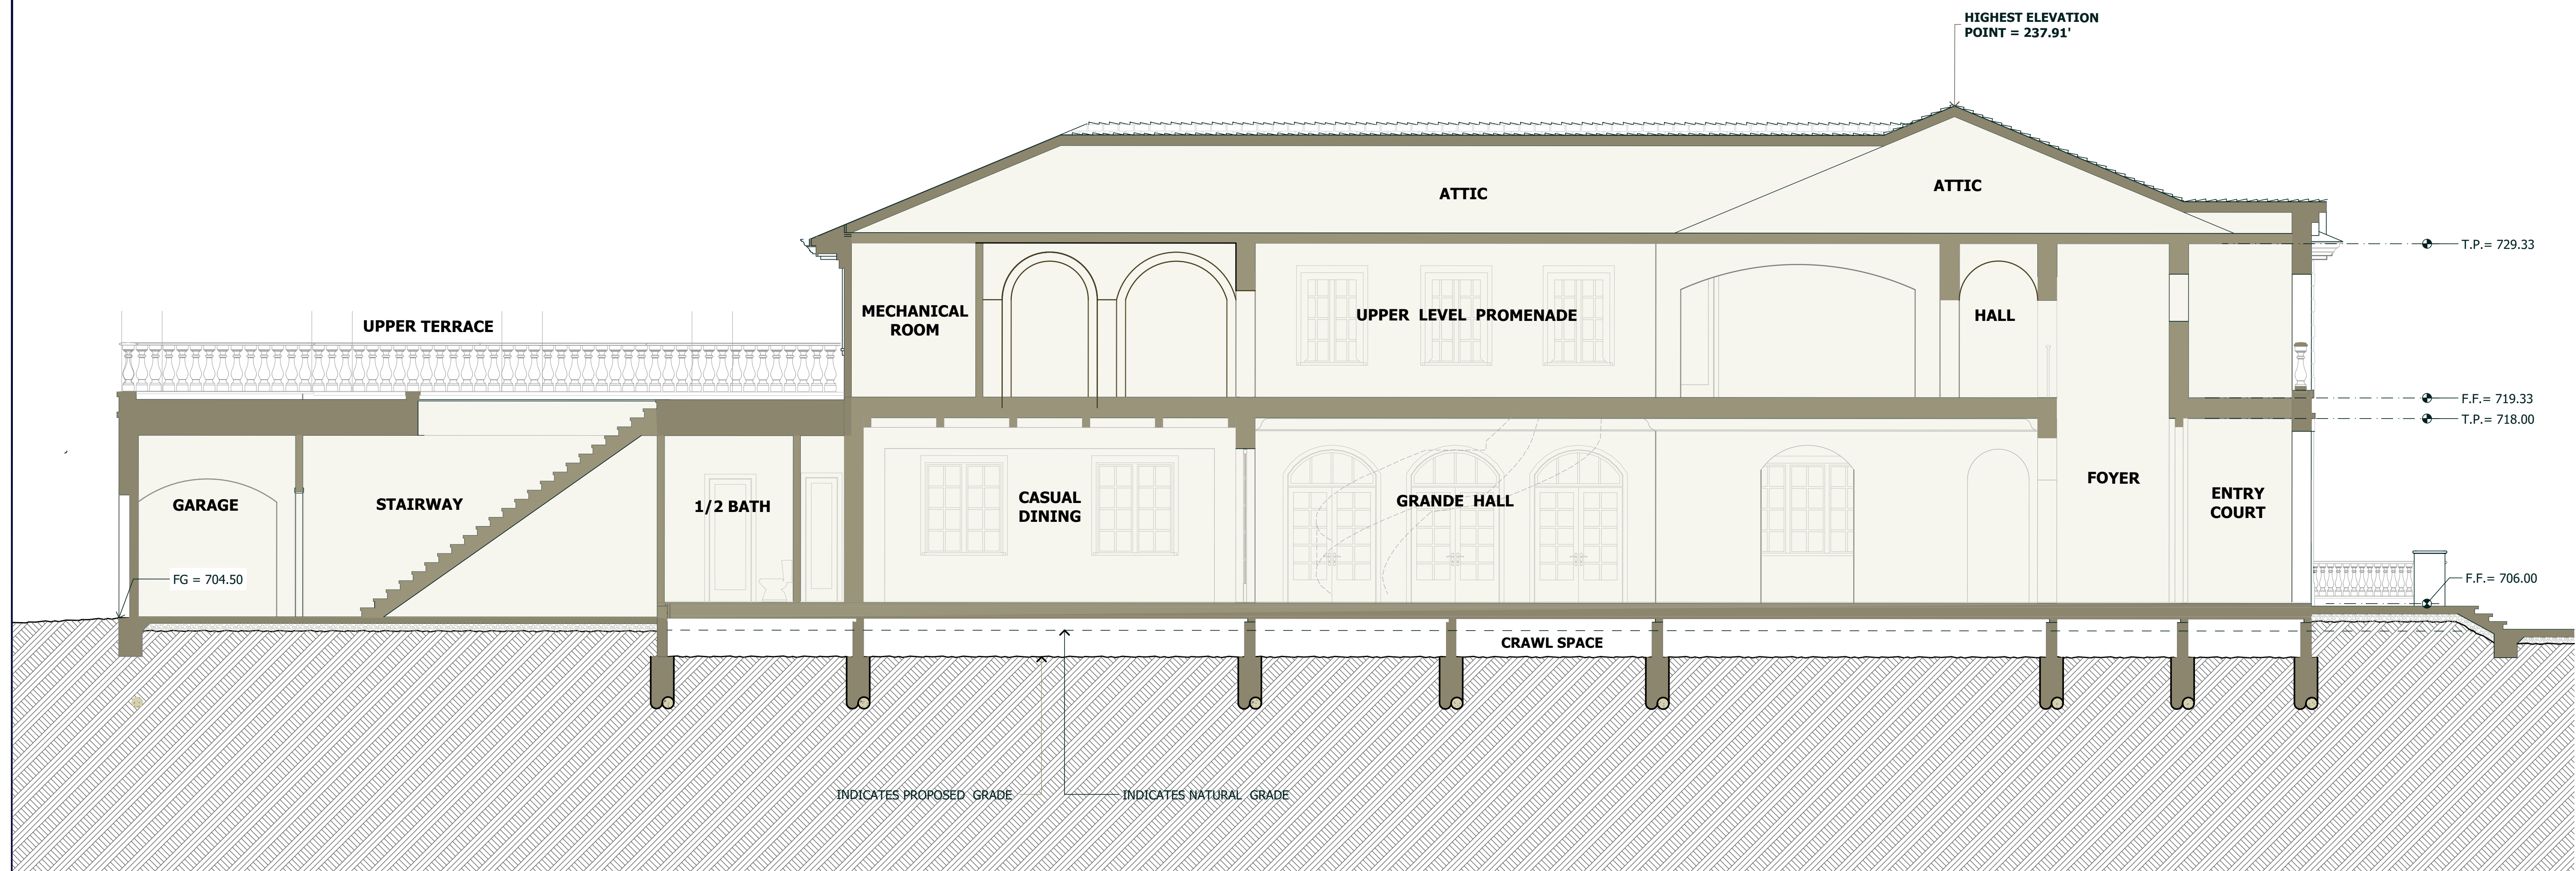 HIGHEST ELEVATION
POINT = 237.91'
ATTIC
ATTIC
T.P.= 729.33
MECHANICAL
ROOM
UPPER LEVEL PROMENADE
HALL
UPPER TERRACE
F.F.= 719.33
T.P.= 718.00
GARAGE
STAIRWAY
1/2 BATH
CASUAL
DINING
GRANDE HALL
FOYER
ENTRY
COURT
FG = 704.50
F.F.= 706.00
CRAWL SPACE
INDICATES PROPOSED GRADE
INDICATES NATURAL GRADE